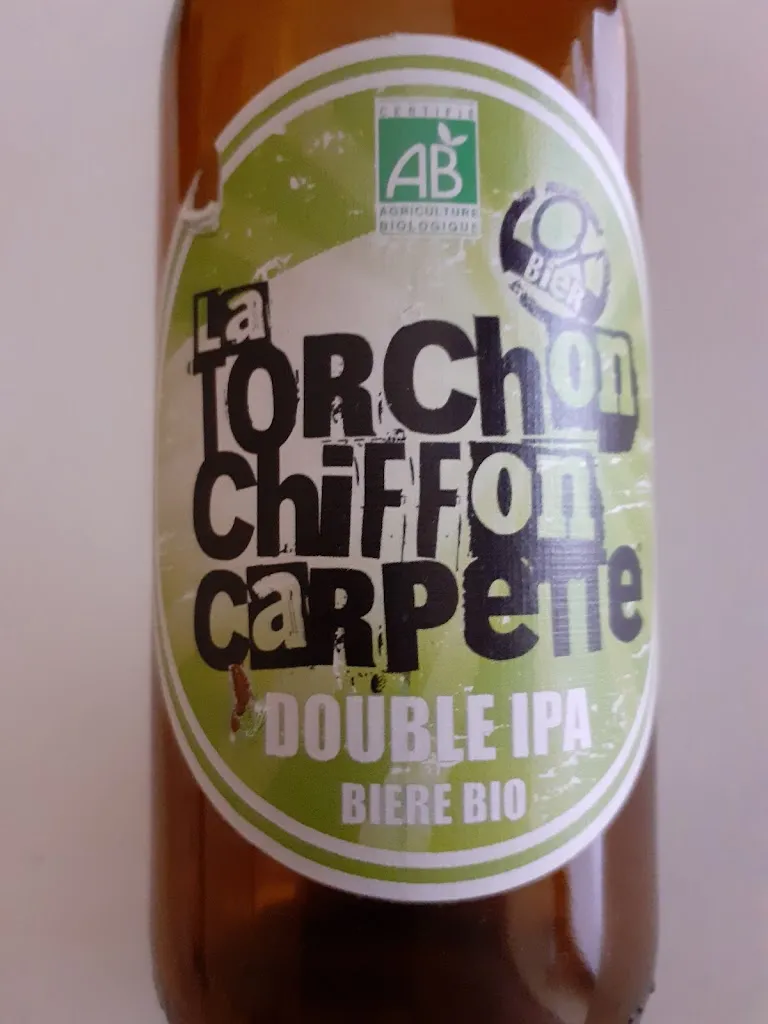 CERTIFIÉ
AB
AGRICULTURE
BIOLOGIQUE
BieR
La
TORChon
ChiFFon
CaRPeTTe
DOUBLE IPA
BIERE BIO